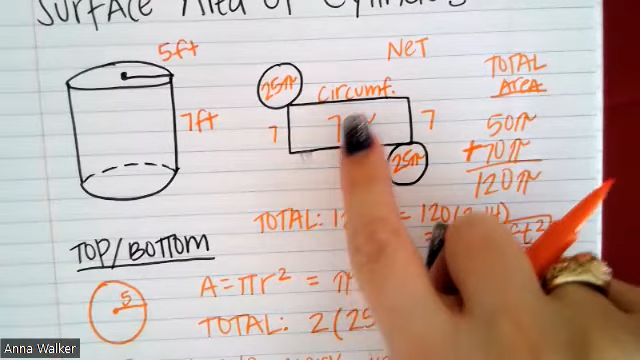 Surface Area of Cylinders
5ft
7ft
NET
25π
circumf.
7
7
25π
TOTAL
AREA
50π
+70π
120π
TOTAL: = 120(3.14)
ft²
TOP/BOTTOM
5
A=πr² = π
TOTAL: 2(25
Anna Walker